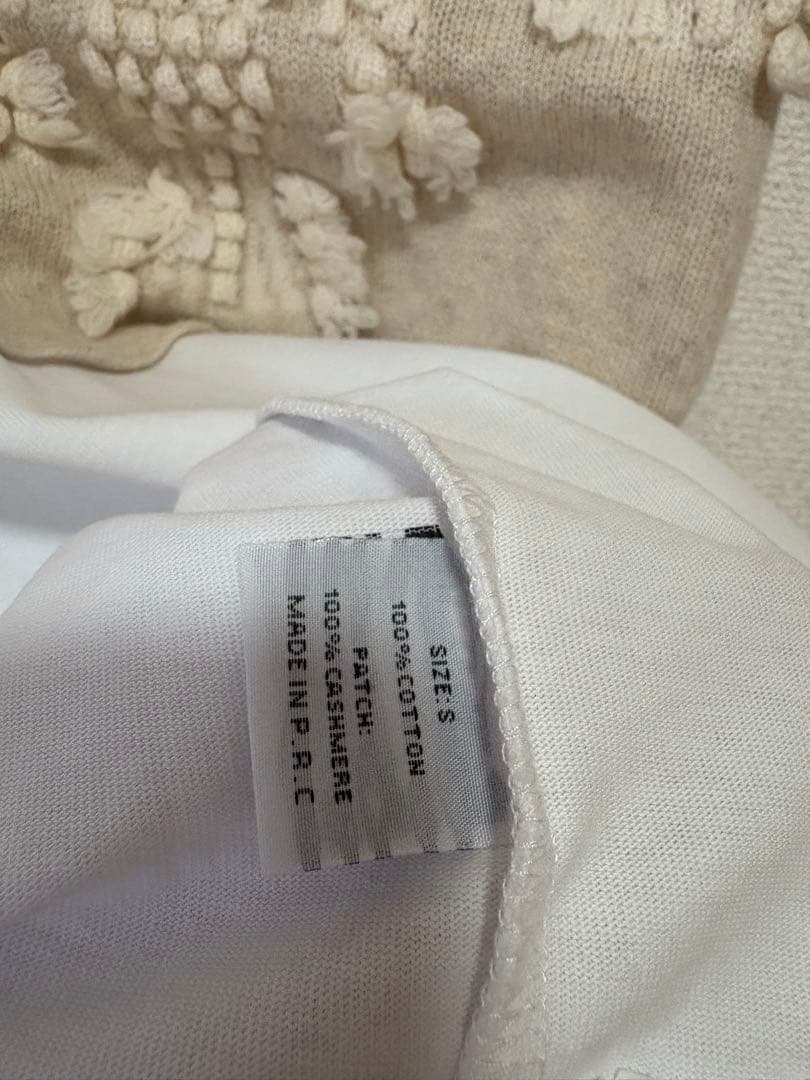 SIZE:S
100%COTTON
PATCH:
100%CASHMERE
MADE IN P.R.C